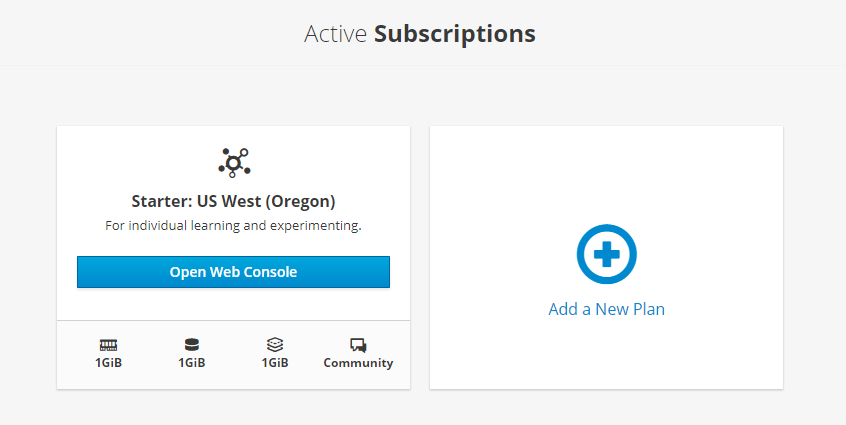 Active Subscriptions
Starter: US West (Oregon)
For individual learning and experimenting.
Open Web Console
1GiB
1GiB
1GiB
Community
Add a New Plan